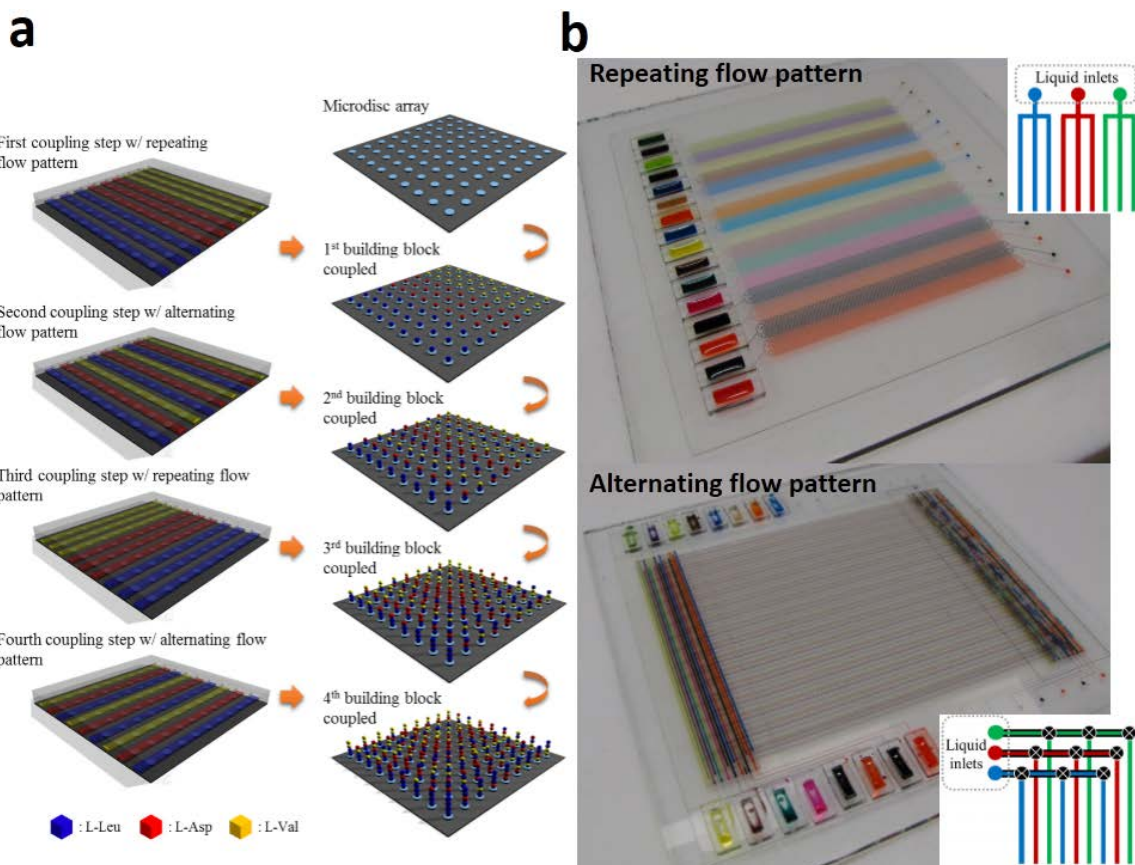 a
First coupling step w/ repeating
flow pattern
Microdisc array
1st building block
coupled
Second coupling step w/ alternating
flow pattern
2nd building block
coupled
Third coupling step w/ repeating flow
pattern
3rd building block
coupled
Fourth coupling step w/ alternating flow
pattern
4th building block
coupled
: L-Leu
: L-Asp
: L-Val
b
Repeating flow pattern
Liquid inlets
Alternating flow pattern
Liquid
inlets